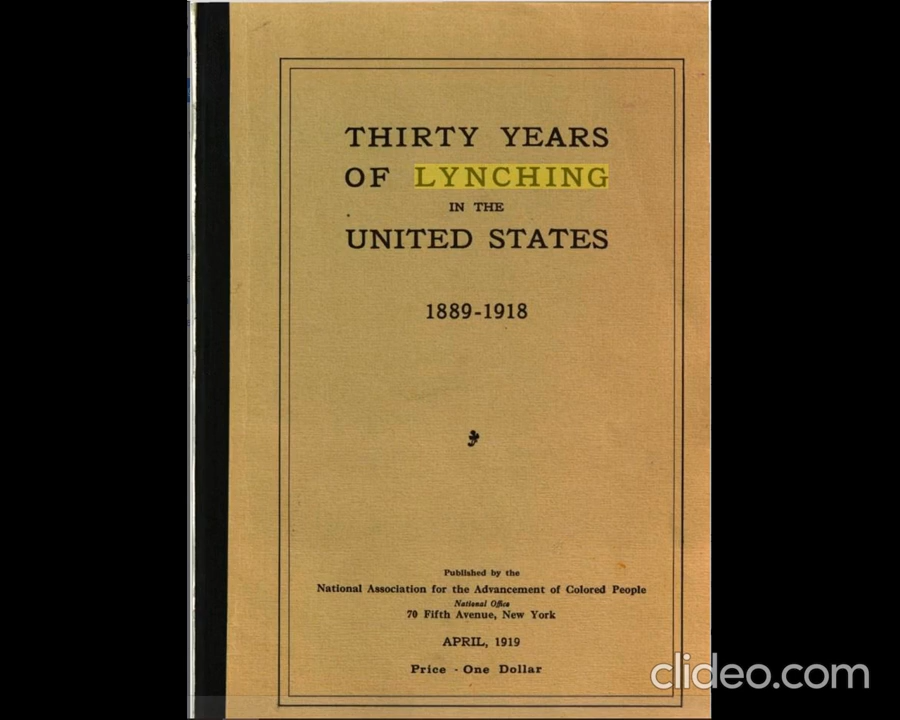 THIRTY YEARS
OF LYNCHING
IN THE
UNITED STATES
1889-1918
Published by the
National Association for the Advancement of Colored People
National Office
70 Fifth Avenue, New York
APRIL, 1919
Price - One Dollar
clideo.com